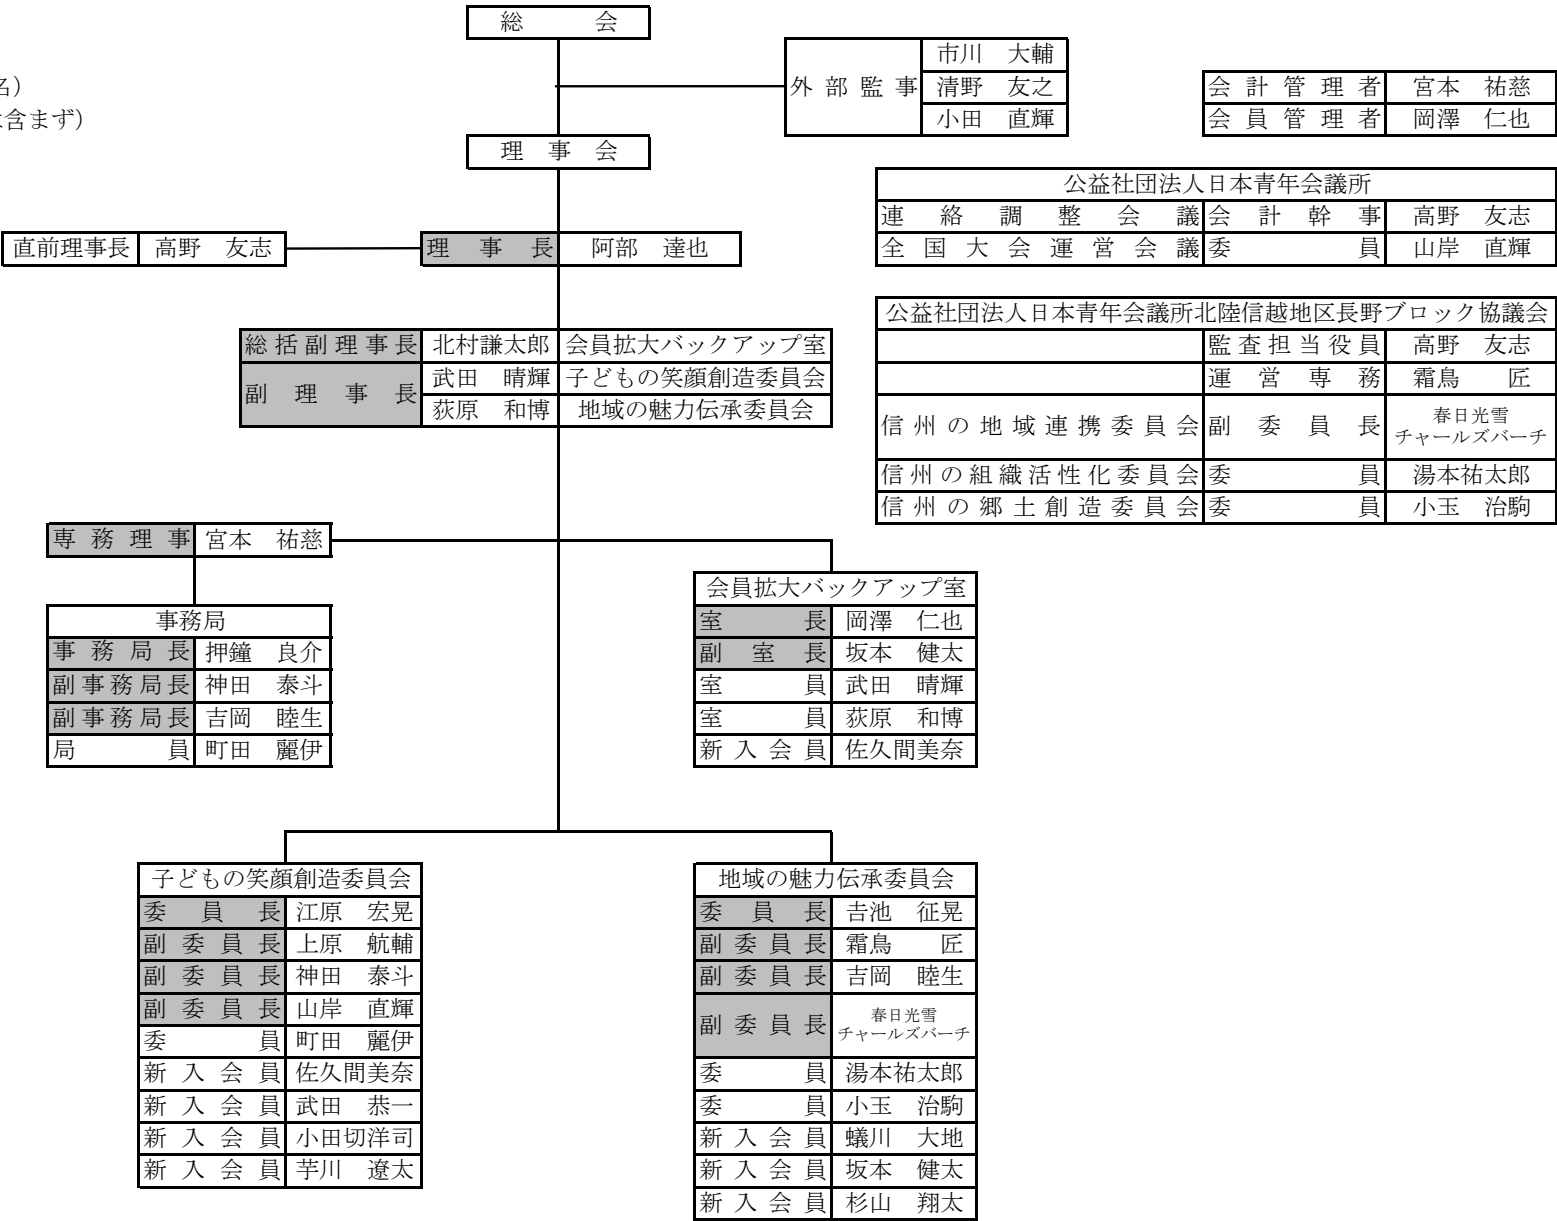 総会
名）
は含まず）
外部監事
市川 大輔
清野 友之
小田 直輝
会計管理者 宮本 祐慈
会員管理者 岡澤 仁也
理事会
公益社団法人日本青年会議所
連絡調整会議 会計幹事 高野 友志
全国大会運営会議 委員 山岸 直輝
直前理事長 高野 友志
理事長 阿部 達也
公益社団法人日本青年会議所北陸信越地区長野ブロック協議会
監査担当役員 高野 友志
運営専務 霜鳥 匠
信州の地域連携委員会 副委員長 春日光雪
チャールズバーチ
信州の組織活性化委員会 委員 湯本祐太郎
信州の郷土創造委員会 委員 小玉 治駒
総括副理事長 北村謙太郎 会員拡大バックアップ室
副理事長
武田 晴輝 子どもの笑顔創造委員会
荻原 和博 地域の魅力伝承委員会
専務理事 宮本 祐慈
事務局
事務局長 押鐘 良介
副事務局長 神田 泰斗
副事務局長 吉岡 睦生
局員 町田 麗伊
会員拡大バックアップ室
室長 岡澤 仁也
副室長 坂本 健太
室員 武田 晴輝
室員 荻原 和博
新入会員 佐久間美奈
子どもの笑顔創造委員会
委員長 江原 宏晃
副委員長 上原 航輔
副委員長 神田 泰斗
副委員長 山岸 直輝
委員 町田 麗伊
新入会員 佐久間美奈
新入会員 武田 恭一
新入会員 小田切洋司
新入会員 芋川 遼太
地域の魅力伝承委員会
委員長 𠮷池 征晃
副委員長 霜鳥 匠
副委員長 吉岡 睦生
副委員長 春日光雪
チャールズバーチ
委員 湯本祐太郎
委員 小玉 治駒
新入会員 蟻川 大地
新入会員 坂本 健太
新入会員 杉山 翔太